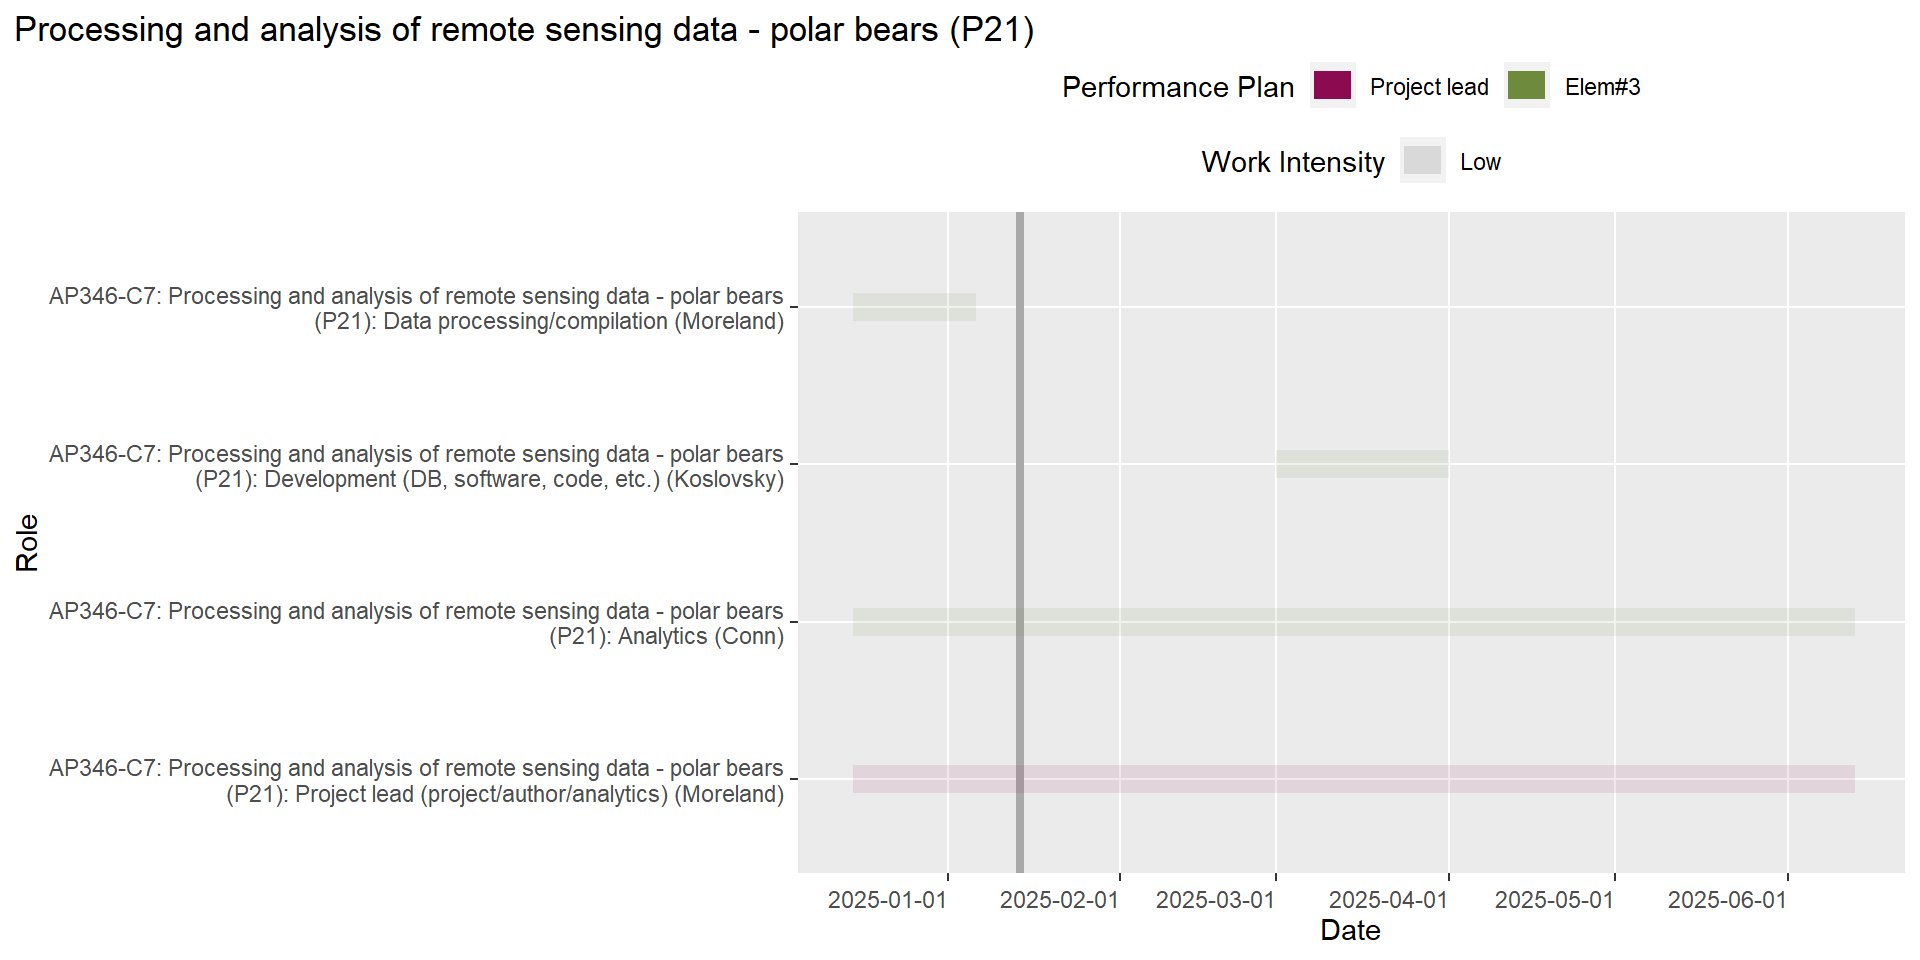 Processing and analysis of remote sensing data - polar bears (P21)
Performance Plan Project lead Elem#3
Work Intensity Low
AP346-C7: Processing and analysis of remote sensing data - polar bears
(P21): Data processing/compilation (Moreland)
AP346-C7: Processing and analysis of remote sensing data - polar bears
(P21): Development (DB, software, code, etc.) (Koslovsky)
Role
AP346-C7: Processing and analysis of remote sensing data - polar bears
(P21): Analytics (Conn)
AP346-C7: Processing and analysis of remote sensing data - polar bears
(P21): Project lead (project/author/analytics) (Moreland)
2025-01-01 2025-02-01 2025-03-01 2025-04-01 2025-05-01 2025-06-01
Date